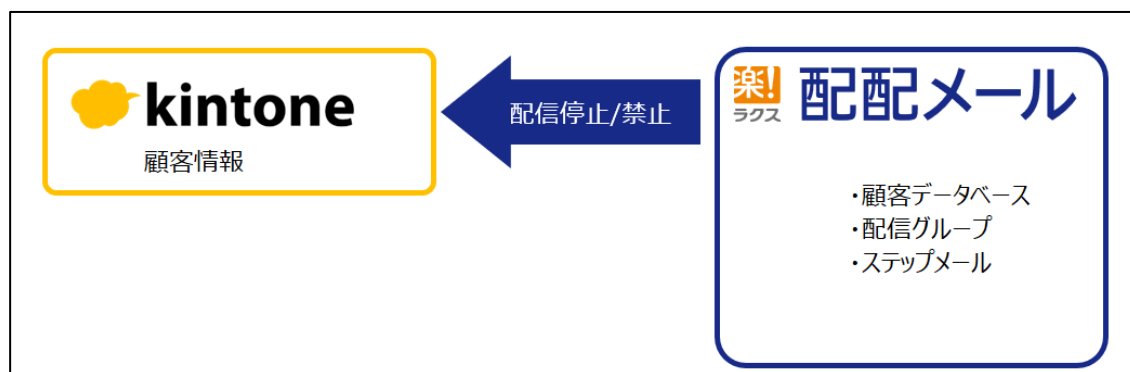 kintone
顧客情報
配信停止/禁止
楽!
ラクス
配配メール
・顧客データベース
・配信グループ
・ステップメール